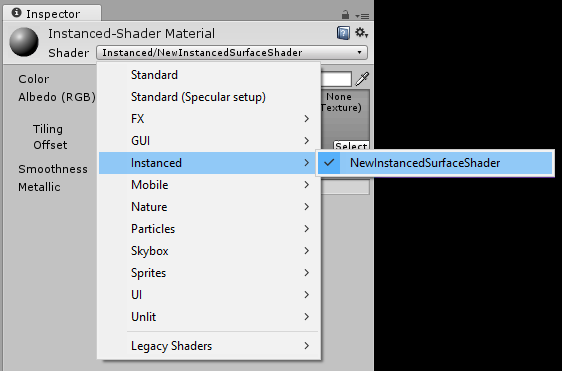 Inspector
Instanced-Shader Material
Shader Instanced/NewInstancedSurfaceShader
Color
Albedo (RGB)
None
Texture)
Tiling
Offset
Select
Smoothness
Metallic
Standard
Standard (Specular setup)
FX
GUI
Instanced
NewInstancedSurfaceShader
Mobile
Nature
Particles
Skybox
Sprites
UI
Unlit
Legacy Shaders